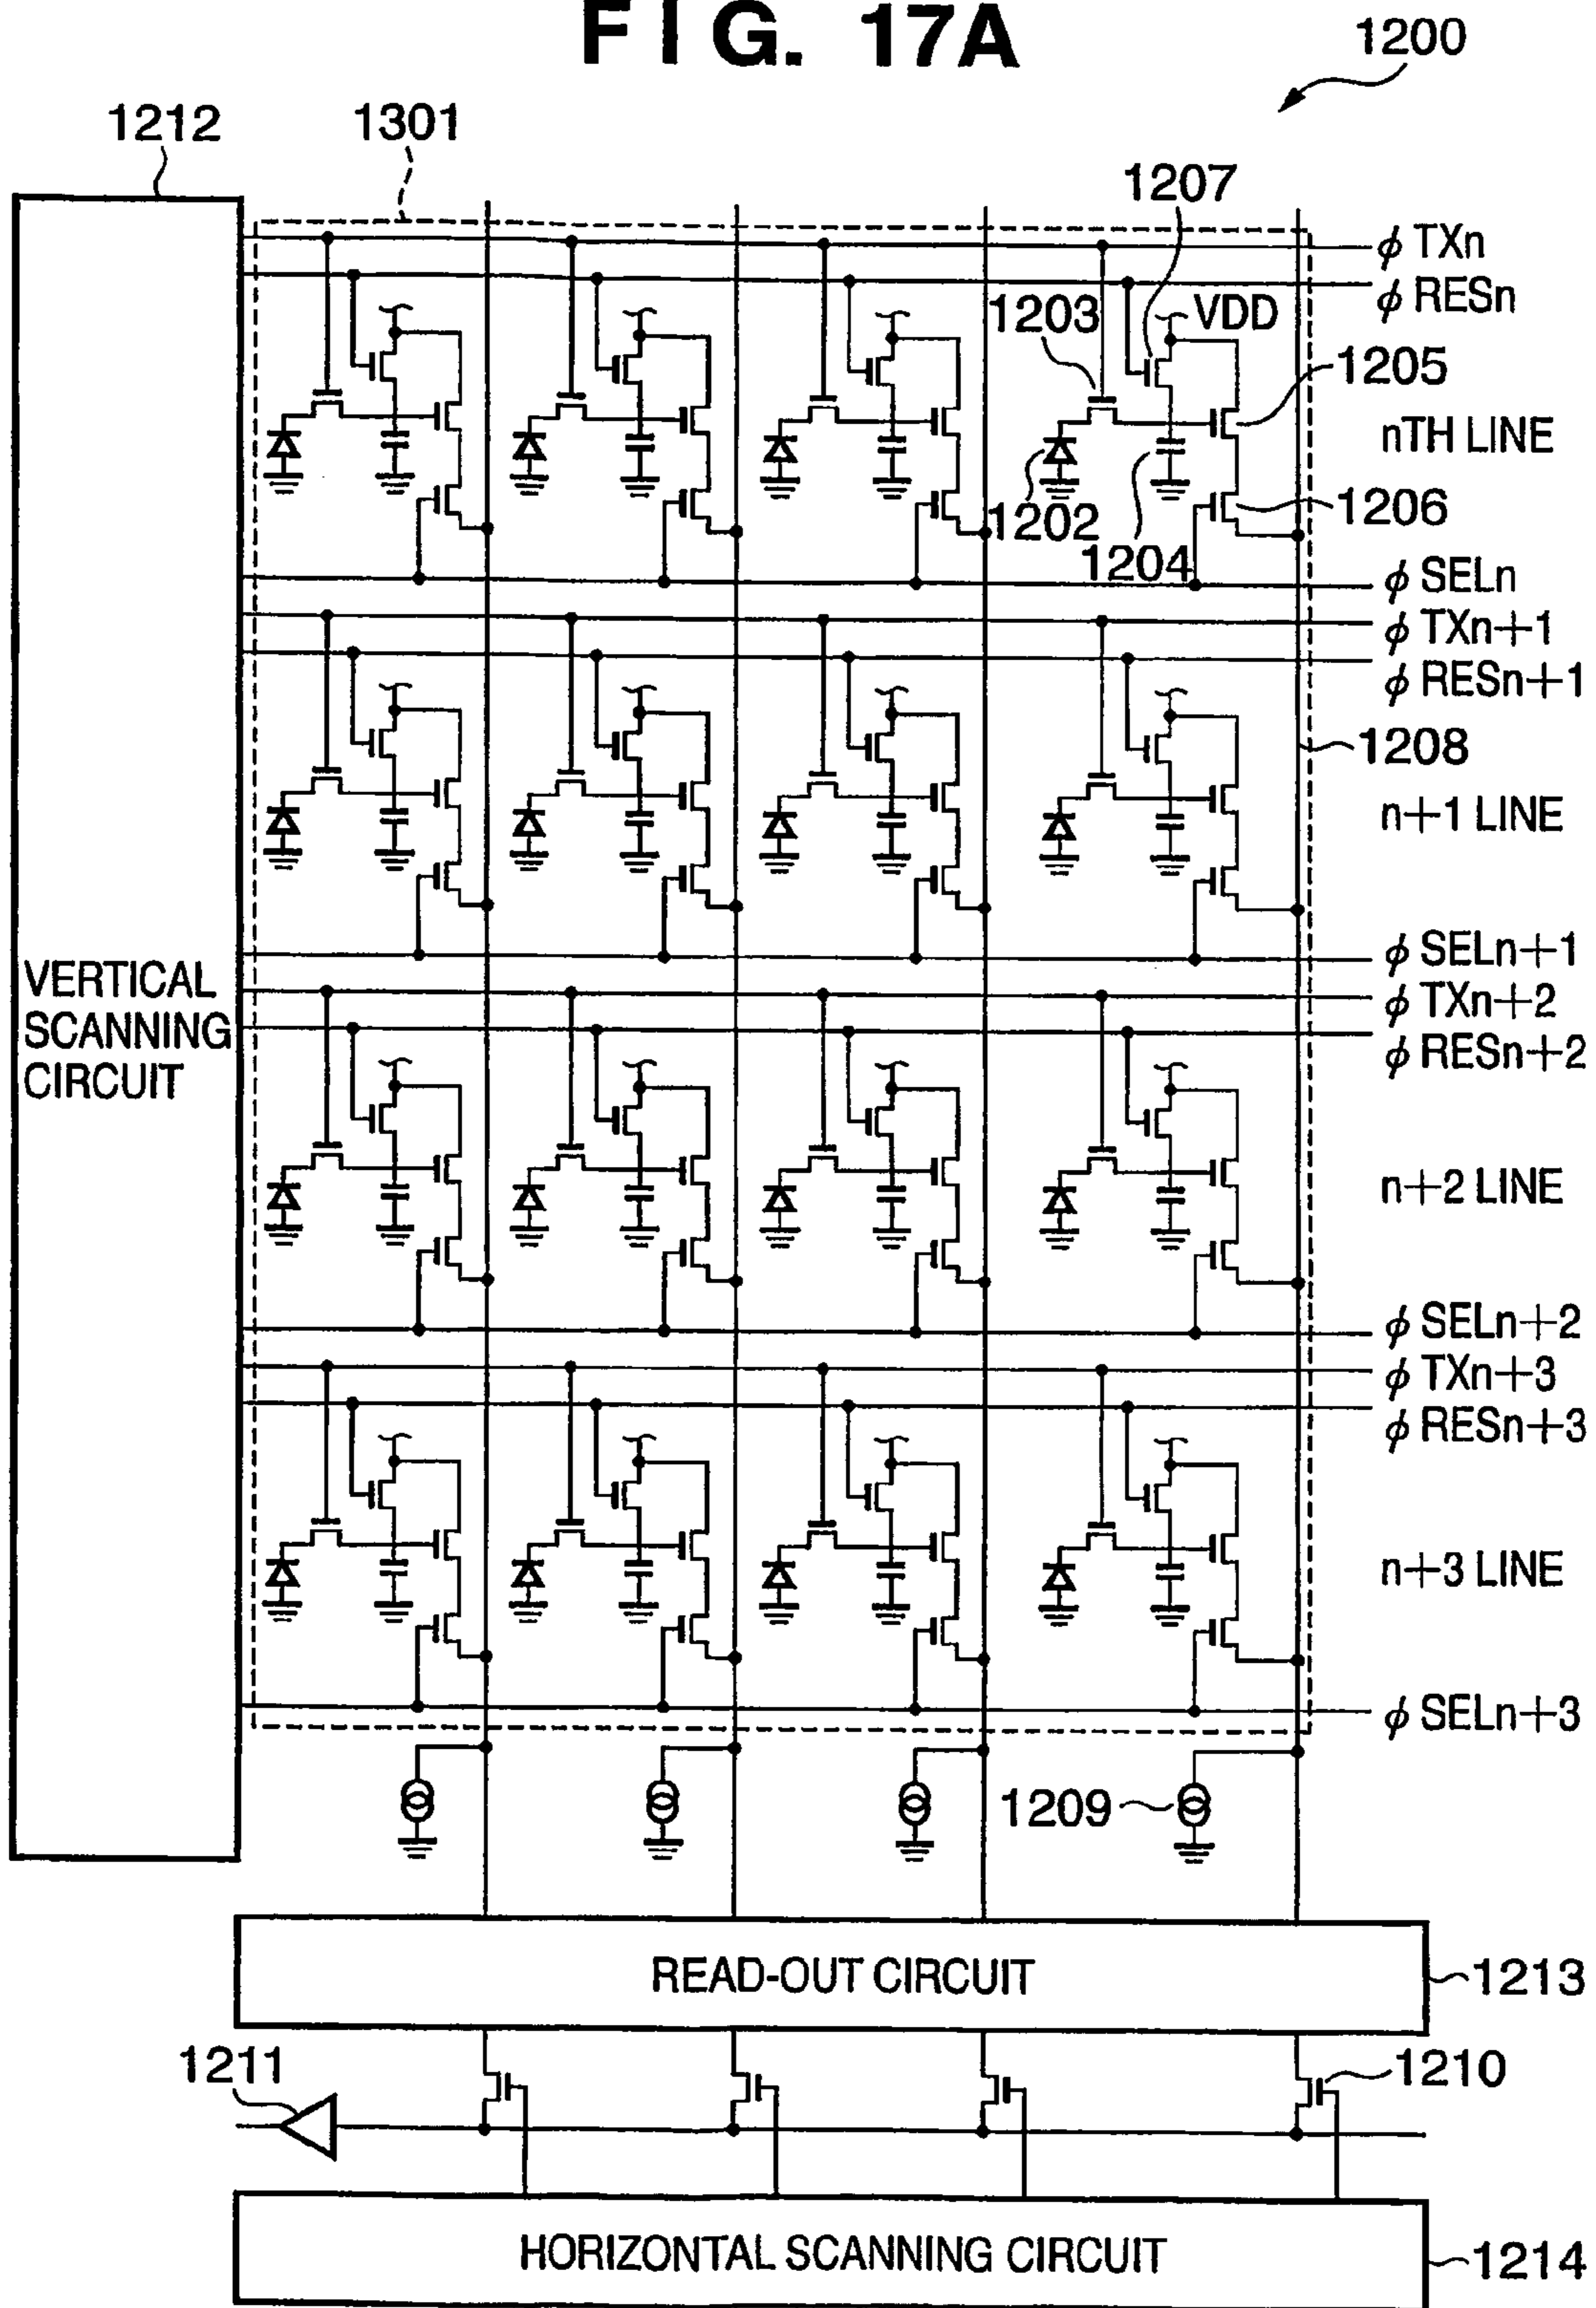 FIG. 17A
1200
1212
1301
1207
φ TXn
φ RESn
1203
VDD
1205
nTH LINE
1202
1206
1204
φ SELn
φ TXn+1
φ RESn+1
1208
n+1 LINE
φ SELn+1
VERTICAL
SCANNING
CIRCUIT
φ TXn+2
φ RESn+2
n+2 LINE
φ SELn+2
φ TXn+3
φ RESn+3
n+3 LINE
φ SELn+3
1209
READ-OUT CIRCUIT
1213
1211
1210
HORIZONTAL SCANNING CIRCUIT
1214